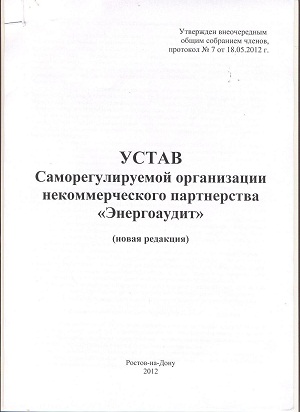 Утвержден внеочередным
общим собранием членов,
протокол № 7 от 18.05.2012 г.
УСТАВ
Саморегулируемой организации
некоммерческого партнерства
«Энергоаудит»
(новая редакция)
Ростов-на-Дону
2012